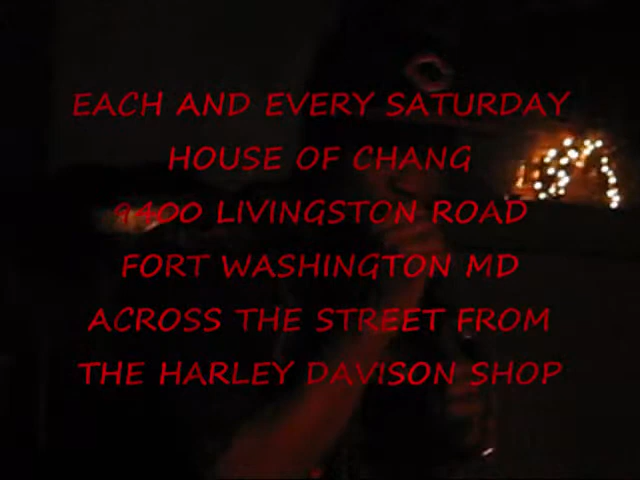 EACH AND EVERY SATURDAY
HOUSE OF CHANG
9400 LIVINGSTON ROAD
FORT WASHINGTON MD
ACROSS THE STREET FROM
THE HARLEY DAVISON SHOP